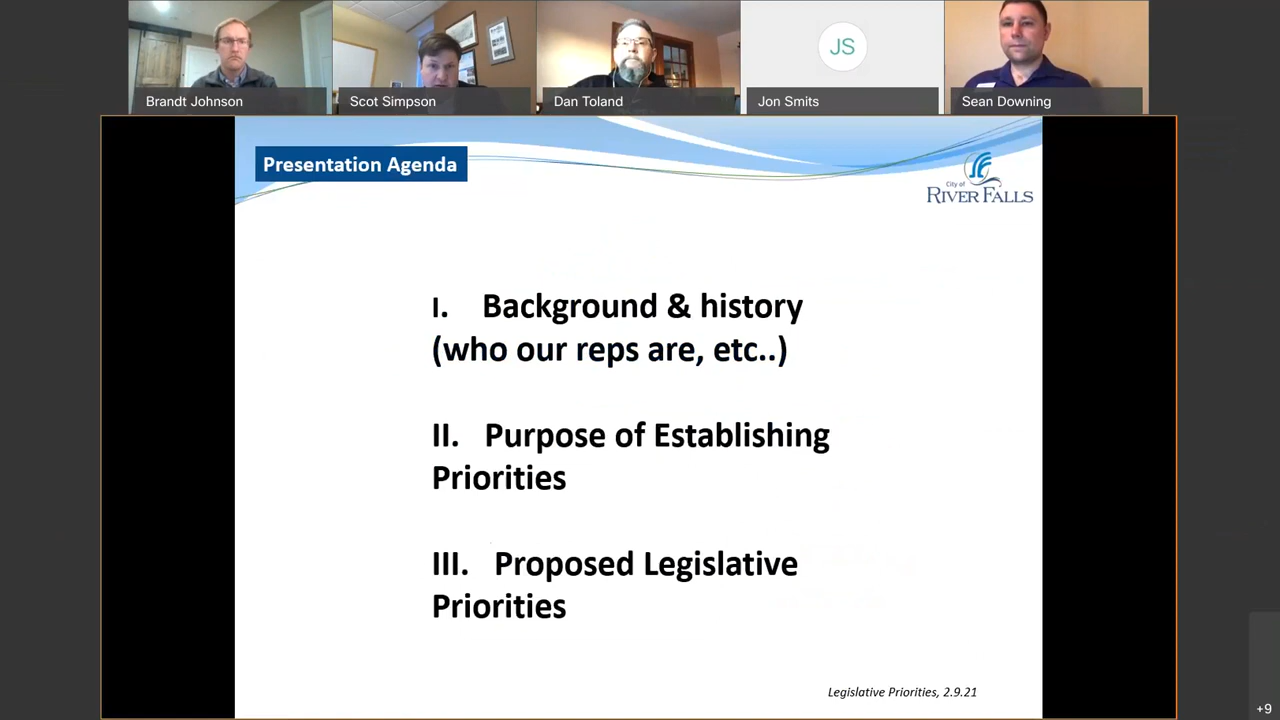 JS
Brandt Johnson
Scot Simpson
Dan Toland
Jon Smits
Sean Downing
Presentation Agenda
City of
RIVER FALLS
I. Background & history
(who our reps are, etc..)
II. Purpose of Establishing
Priorities
III. Proposed Legislative
Priorities
Legislative Priorities, 2.9.21
+9